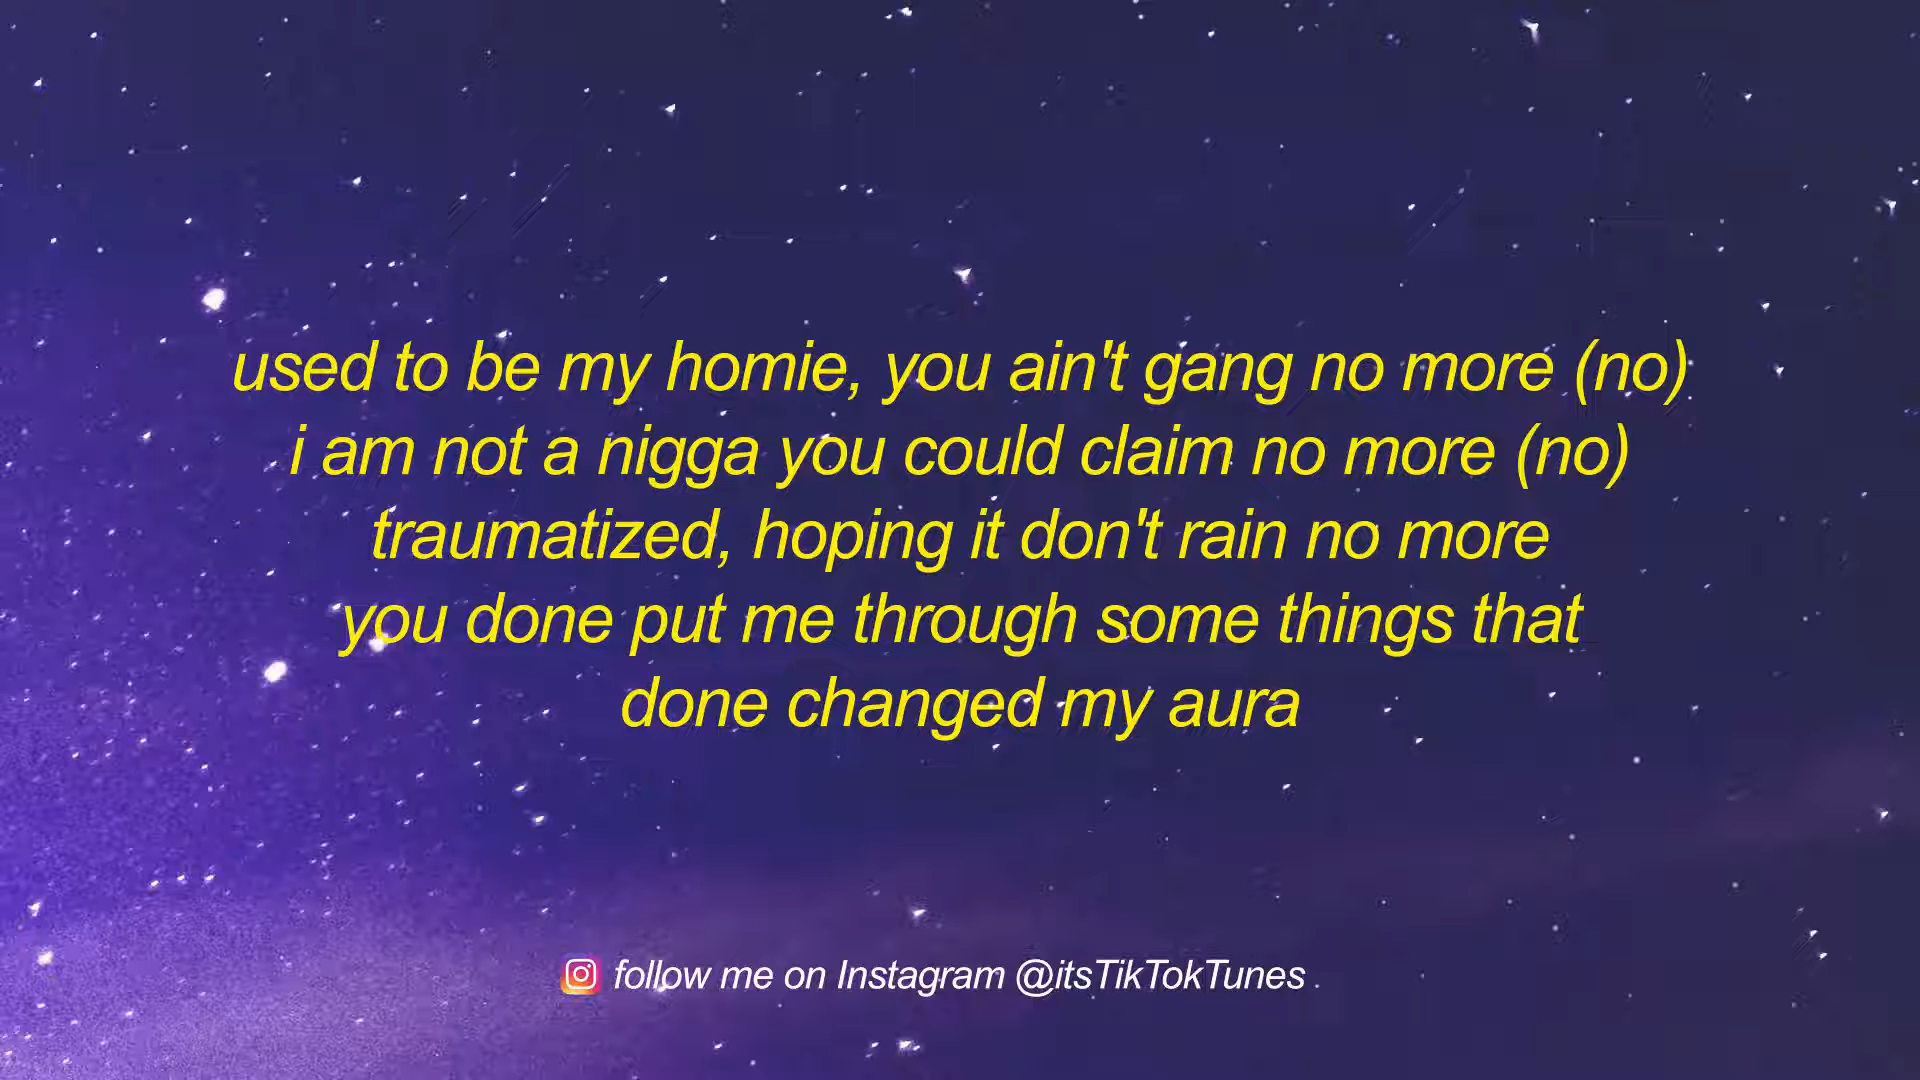 used to be my homie, you ain't gang no more (no)
i am not a nigga you could claim no more (no)
traumatized, hoping it don't rain no more
you done put me through some things that
done changed my aura
follow me on Instagram @itsTikTokTunes